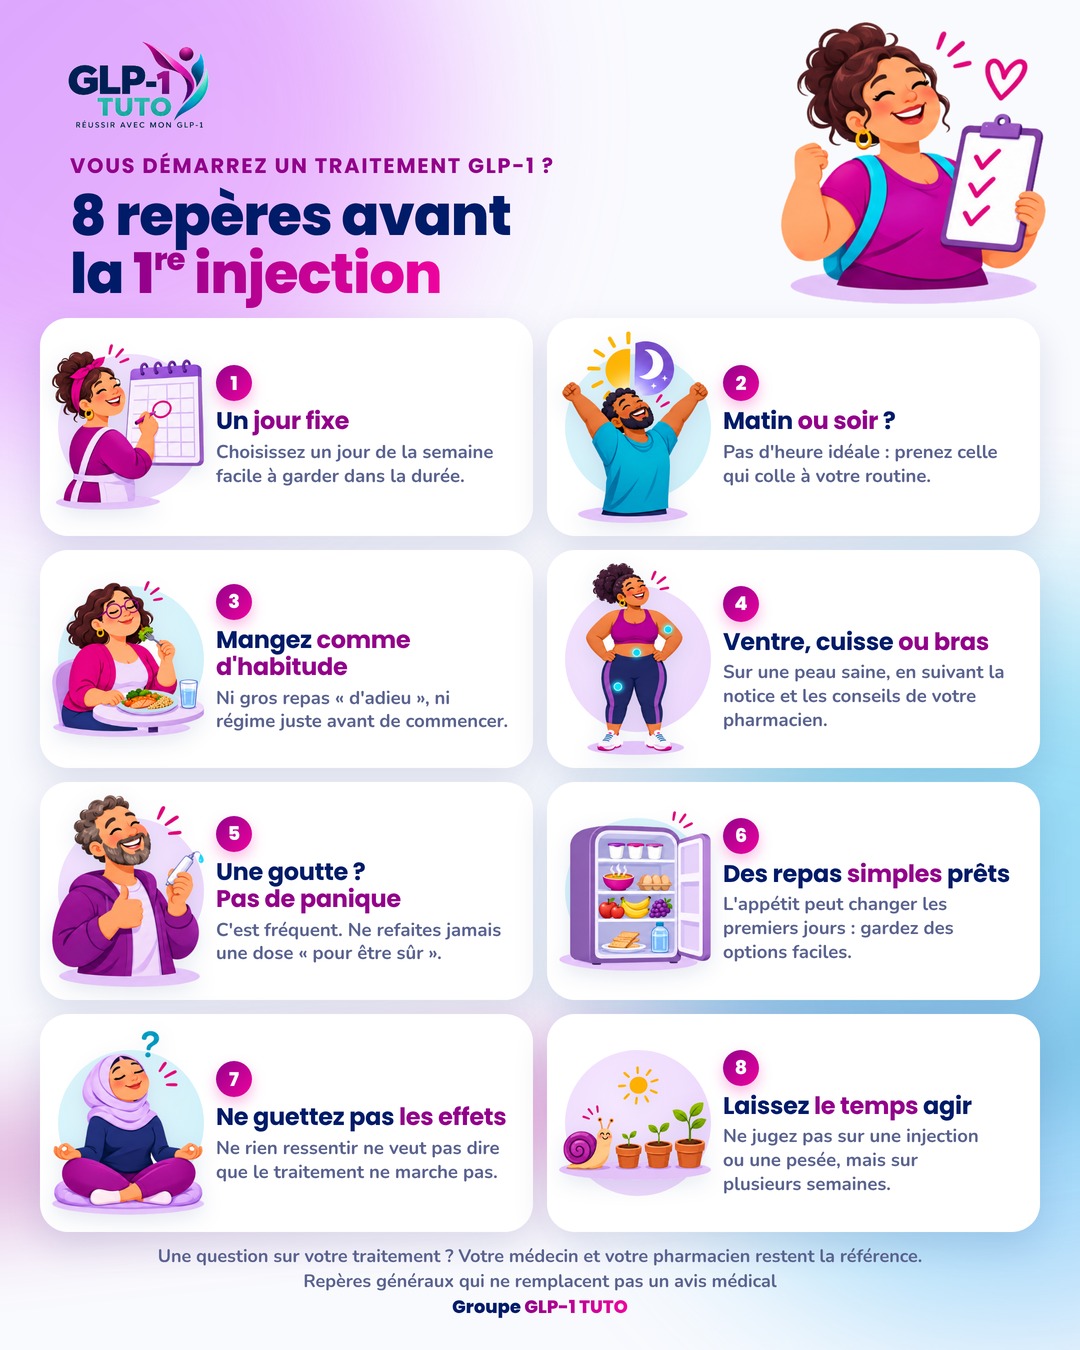 GLP-1
TUTO
RÉUSSIR AVEC MON GLP-1
VOUS DÉMARREZ UN TRAITEMENT GLP-1 ?
8 repères avant
la 1re injection
1
Un jour fixe
Choisissez un jour de la semaine
facile à garder dans la durée.
2
Matin ou soir ?
Pas d'heure idéale : prenez celle
qui colle à votre routine.
3
Mangez comme
d'habitude
Ni gros repas « d'adieu », ni
régime juste avant de commencer.
4
Ventre, cuisse ou bras
Sur une peau saine, en suivant la
notice et les conseils de votre
pharmacien.
5
Une goutte ?
Pas de panique
C'est fréquent. Ne refaites jamais
une dose « pour être sûr ».
6
Des repas simples prêts
L'appétit peut changer les
premiers jours : gardez des
options faciles.
?
7
Ne guettez pas les effets
Ne rien ressentir ne veut pas dire
que le traitement ne marche pas.
8
Laissez le temps agir
Ne jugez pas sur une injection
ou une pesée, mais sur
plusieurs semaines.
Une question sur votre traitement ? Votre médecin et votre pharmacien restent la référence.
Repères généraux qui ne remplacent pas un avis médical
Groupe GLP-1 TUTO